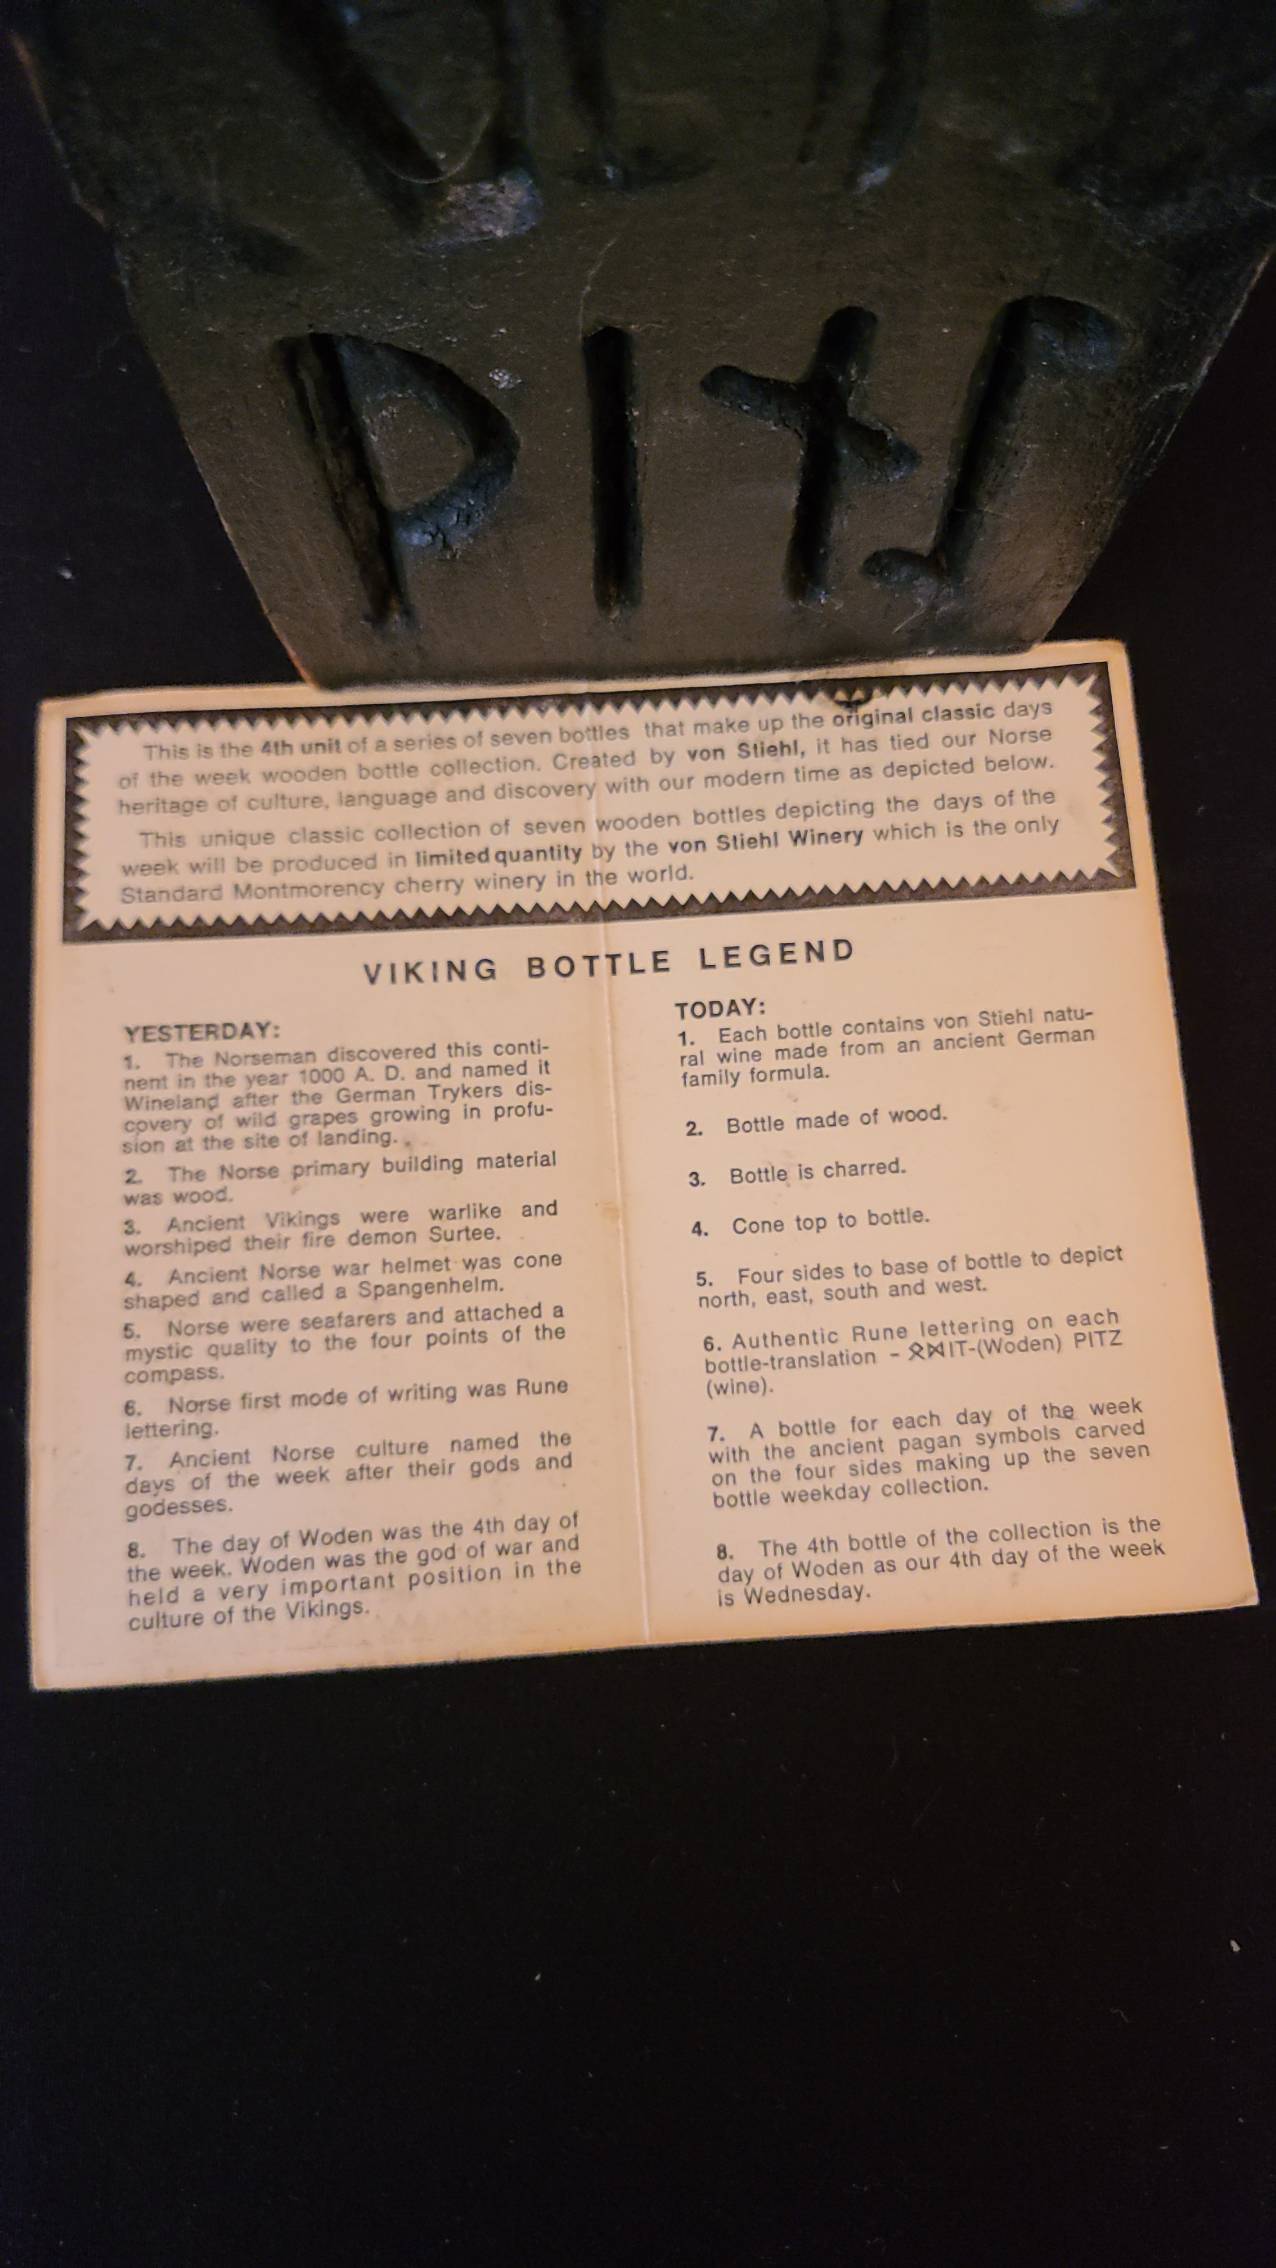 PITS
This is the 4th unit of a series of seven bottles that make up the original classic days
of the week wooden bottle collection. Created by von Stiehl, it has tied our Norse
heritage of culture, language and discovery with our modern time as depicted below.
This unique classic collection of seven wooden bottles depicting the days of the
week will be produced in limited quantity by the von Stiehl Winery which is the only
Standard Montmorency cherry winery in the world.
VIKING BOTTLE LEGEND
YESTERDAY:
1. The Norseman discovered this conti-
nent in the year 1000 A. D. and named it
Wineland after the German Trykers dis-
covery of wild grapes growing in profu-
sion at the site of landing.
2. The Norse primary building material
was wood.
3. Ancient Vikings were warlike and
worshiped their fire demon Surtee.
4. Ancient Norse war helmet was cone
shaped and called a Spangenhelm.
5. Norse were seafarers and attached a
mystic quality to the four points of the
compass.
6. Norse first mode of writing was Rune
lettering.
7. Ancient Norse culture named the
days of the week after their gods and
godesses.
8. The day of Woden was the 4th day of
the week. Woden was the god of war and
held a very important position in the
culture of the Vikings.
TODAY:
1. Each bottle contains von Stiehl natu-
ral wine made from an ancient German
family formula.
2. Bottle made of wood.
3. Bottle is charred.
4. Cone top to bottle.
5. Four sides to base of bottle to depict
north, east, south and west.
6. Authentic Rune lettering on each
bottle-translation - ᛟᛞIT-(Woden) PITZ
(wine).
7. A bottle for each day of the week
with the ancient pagan symbols carved
on the four sides making up the seven
bottle weekday collection.
8. The 4th bottle of the collection is the
day of Woden as our 4th day of the week
is Wednesday.